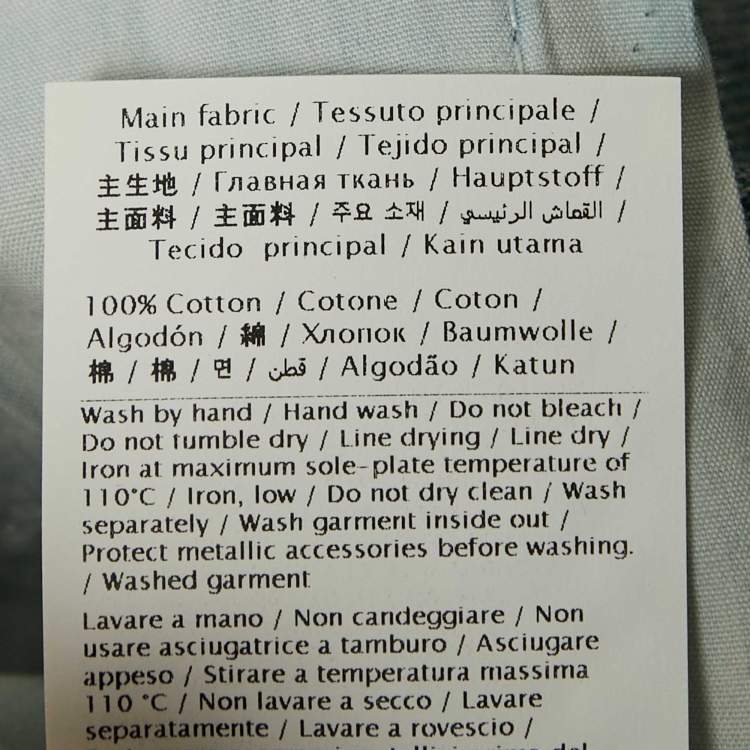 Main fabric / Tessuto principale /
Tissu principal / Tejido principal /
主生地 / Главная ткань / Hauptstoff /
主面料 / 主面料 / 주요 소재 / القماش الرئيسي /
Tecido principal / Kain utama
100% Cotton / Cotone / Coton /
Algodón / 綿 / Хлопок / Baumwolle /
棉 / 棉 / 면 / قطن / Algodão / Katun
Wash by hand / Hand wash / Do not bleach /
Do not tumble dry / Line drying / Line dry /
Iron at maximum sole-plate temperature of
110°C / Iron, low / Do not dry clean / Wash
separately / Wash garment inside out /
Protect metallic accessories before washing.
/ Washed garment
Lavare a mano / Non candeggiare / Non
usare asciugatrice a tamburo / Asciugare
appeso / Stirare a temperatura massima
110 °C / Non lavare a secco / Lavare
separatamente / Lavare a rovescio /